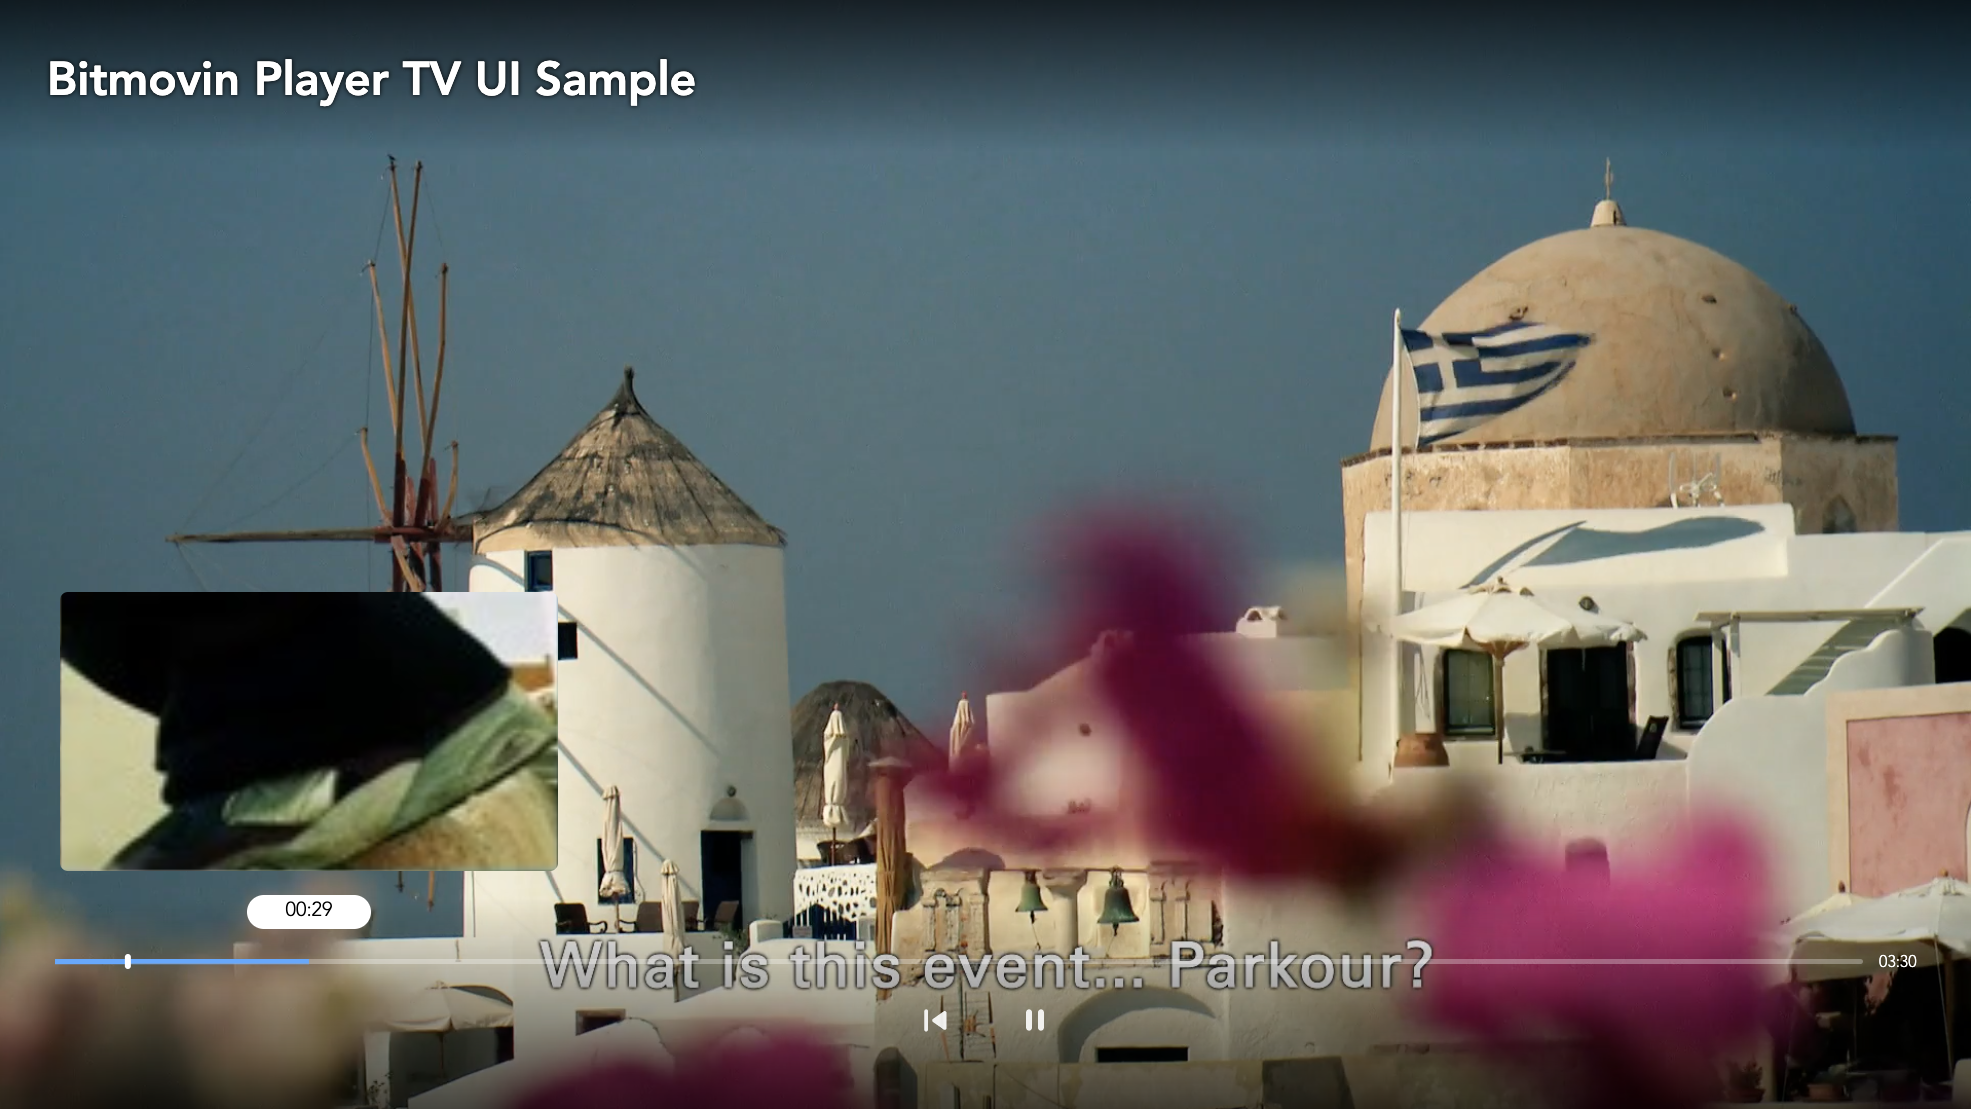 Bitmovin Player TV UI Sample
00:29
03:30
What is this event... Parkour?